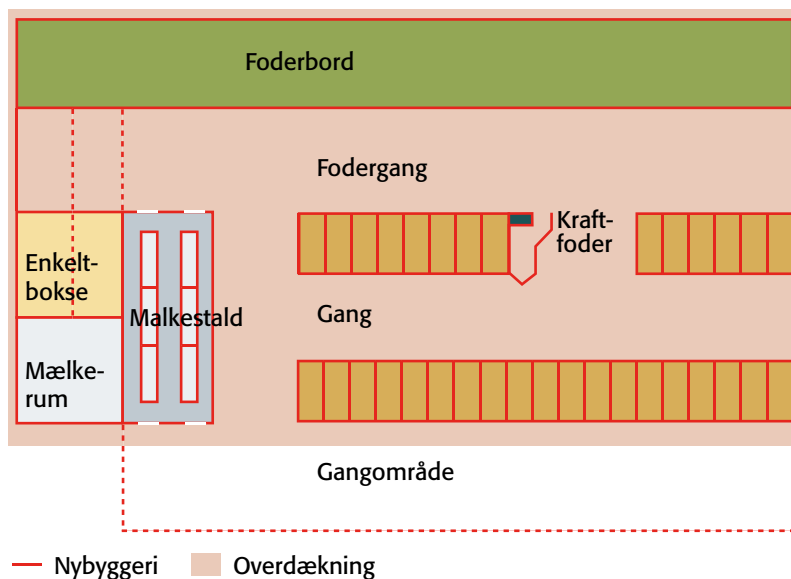 Foderbord
Fodergang
Kraft-
foder
Enkelt-
bokse
Malkestald
Gang
Mælke-
rum
Gangområde
Nybyggeri
Overdækning